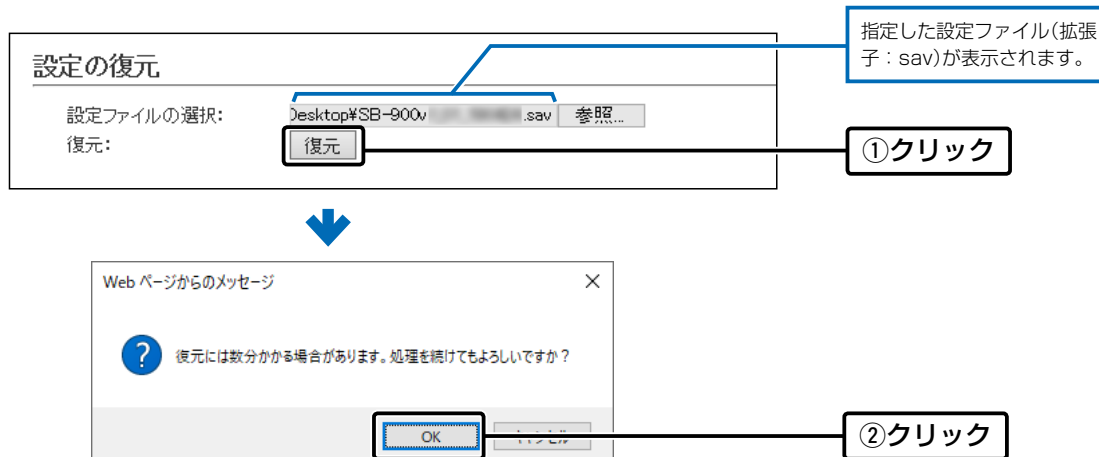 指定した設定ファイル(拡張
子：sav)が表示されます。
設定の復元
設定ファイルの選択: Desktop¥SB-900v .sav 参照...
復元: 復元
①クリック
Web ページからのメッセージ
復元には数分かかる場合があります。処理を続けてもよろしいですか？
OK キャンセル
②クリック